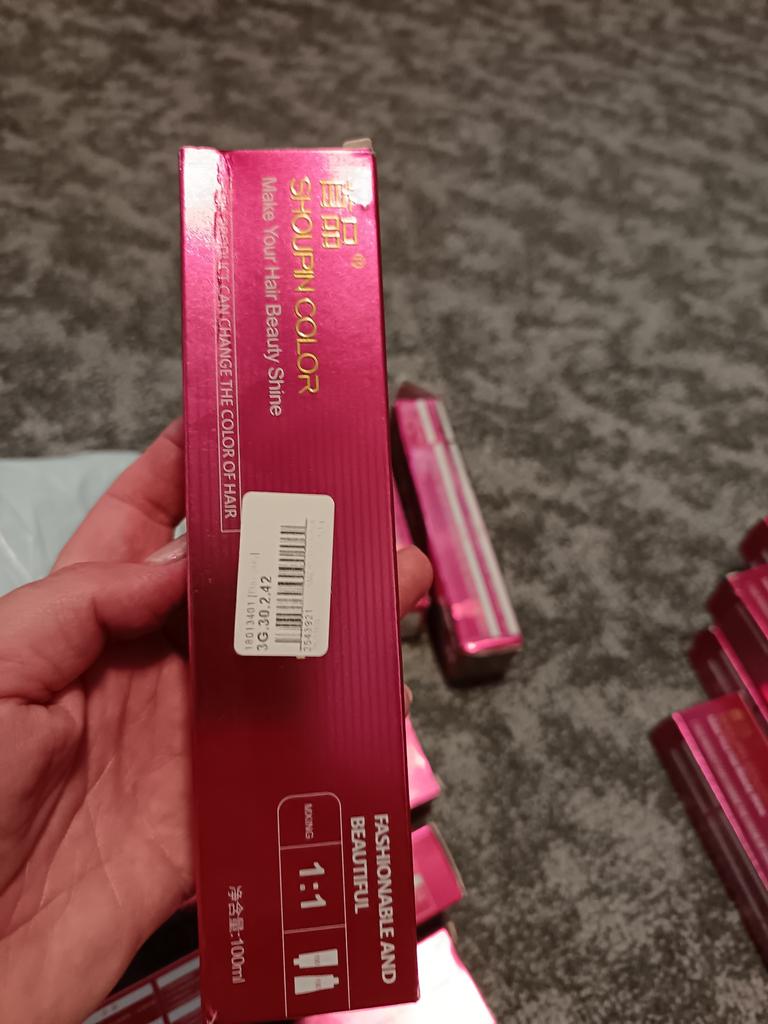 首品®
SHOUPIN COLOR
Make Your Hair Beauty Shine
PRODUCT CAN CHANGE THE COLOR OF HAIR
3G.30.2.42
FASHIONABLE AND
BEAUTIFUL
MIXING
1:1
净含量:100ml